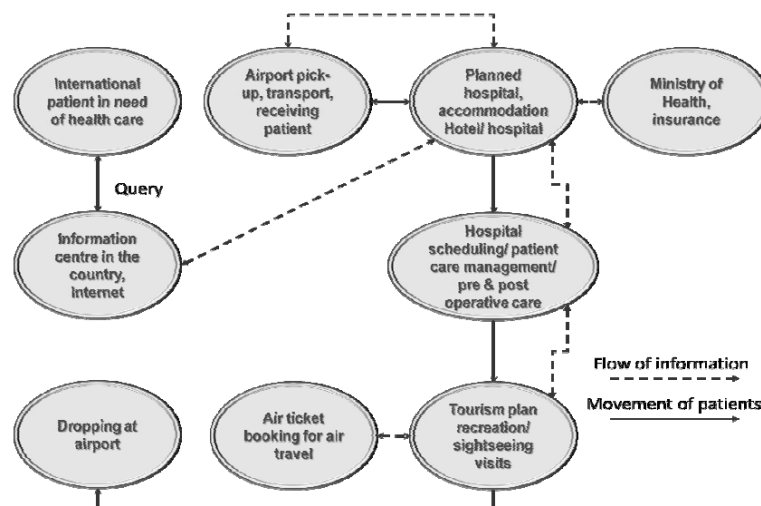 International
patient in need
of health care
Airport pick-
up, transport,
receiving
patient
Planned
hospital,
accommodation
Hotel/ hospital
Ministry of
Health,
insurance
Query
Information
centre in the
country,
Internet
Hospital
scheduling/ patient
care management/
pre & post
operative care
Flow of information
Movement of patients
Dropping at
airport
Air ticket
booking for air
travel
Tourism plan
recreation/
sightseeing
visits